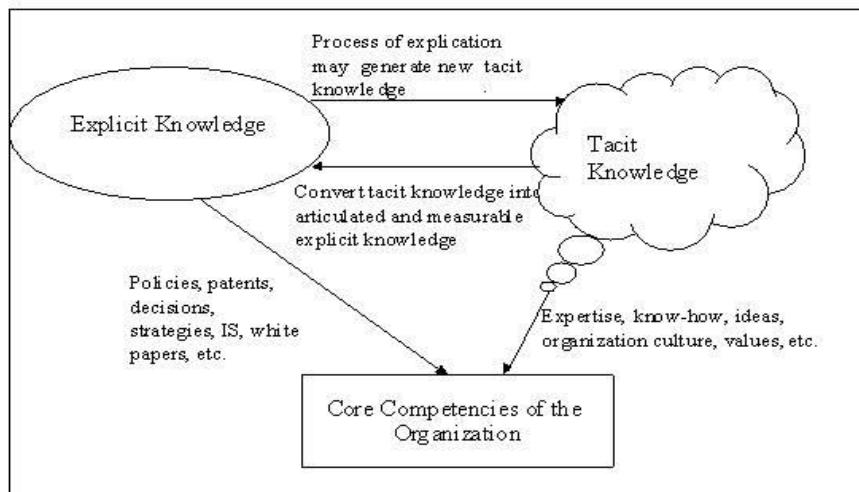 Process of explication
may generate new tacit
knowledge
Explicit Knowledge
Tacit
Knowledge
Convert tacit knowledge into
articulated and measurable
explicit knowledge
Policies, patents,
decisions,
strategies, IS, white
papers, etc.
Expertise, know-how, ideas,
organization culture, values, etc.
Core Competencies of the
Organization